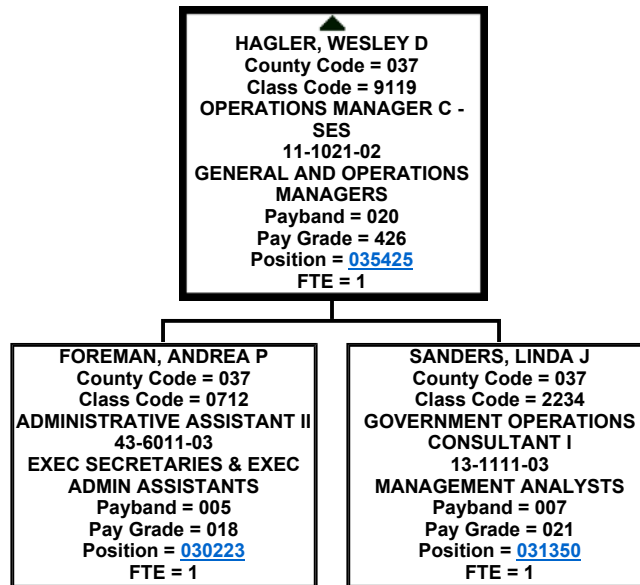 HAGLER, WESLEY D
County Code = 037
Class Code = 9119
OPERATIONS MANAGER C -
SES
11-1021-02
GENERAL AND OPERATIONS
MANAGERS
Payband = 020
Pay Grade = 426
Position = 035425
FTE = 1
FOREMAN, ANDREA P
County Code = 037
Class Code = 0712
ADMINISTRATIVE ASSISTANT II
43-6011-03
EXEC SECRETARIES & EXEC
ADMIN ASSISTANTS
Payband = 005
Pay Grade = 018
Position = 030223
FTE = 1
SANDERS, LINDA J
County Code = 037
Class Code = 2234
GOVERNMENT OPERATIONS
CONSULTANT I
13-1111-03
MANAGEMENT ANALYSTS
Payband = 007
Pay Grade = 021
Position = 031350
FTE = 1